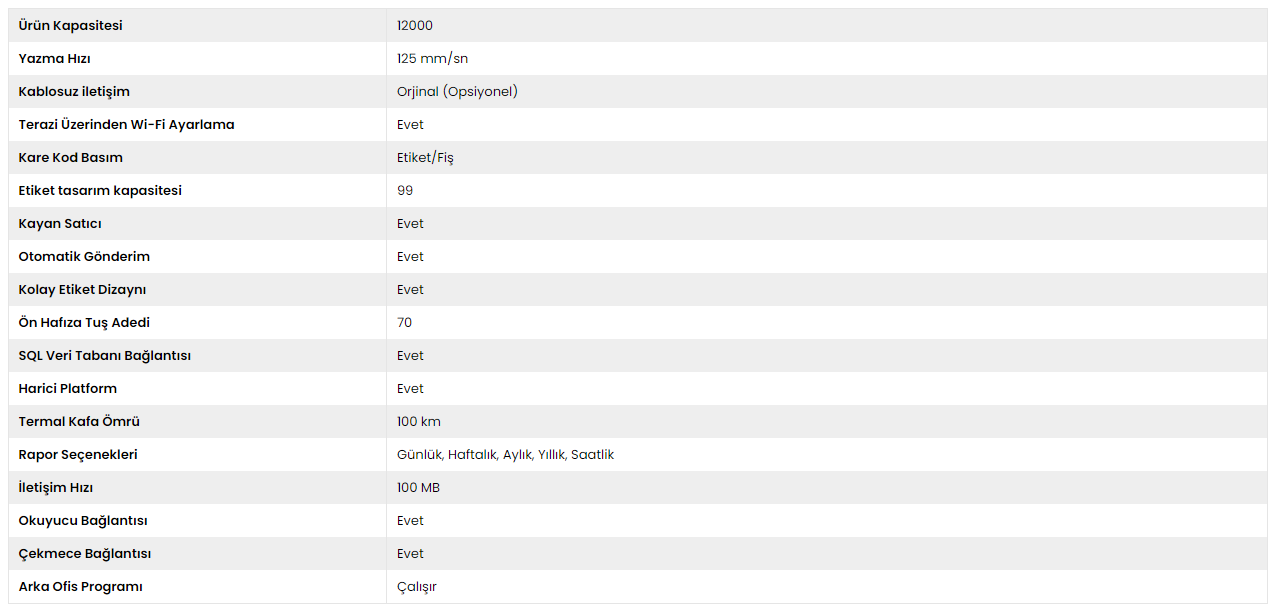 Ürün Kapasitesi 12000
Yazma Hızı 125 mm/sn
Kablosuz iletişim Orjinal (Opsiyonel)
Terazi Üzerinden Wi-Fi Ayarlama Evet
Kare Kod Basım Etiket/Fiş
Etiket tasarım kapasitesi 99
Kayan Satıcı Evet
Otomatik Gönderim Evet
Kolay Etiket Dizaynı Evet
Ön Hafıza Tuş Adedi 70
SQL Veri Tabanı Bağlantısı Evet
Harici Platform Evet
Termal Kafa Ömrü 100 km
Rapor Seçenekleri Günlük, Haftalık, Aylık, Yıllık, Saatlik
İletişim Hızı 100 MB
Okuyucu Bağlantısı Evet
Çekmece Bağlantısı Evet
Arka Ofis Programı Çalışır